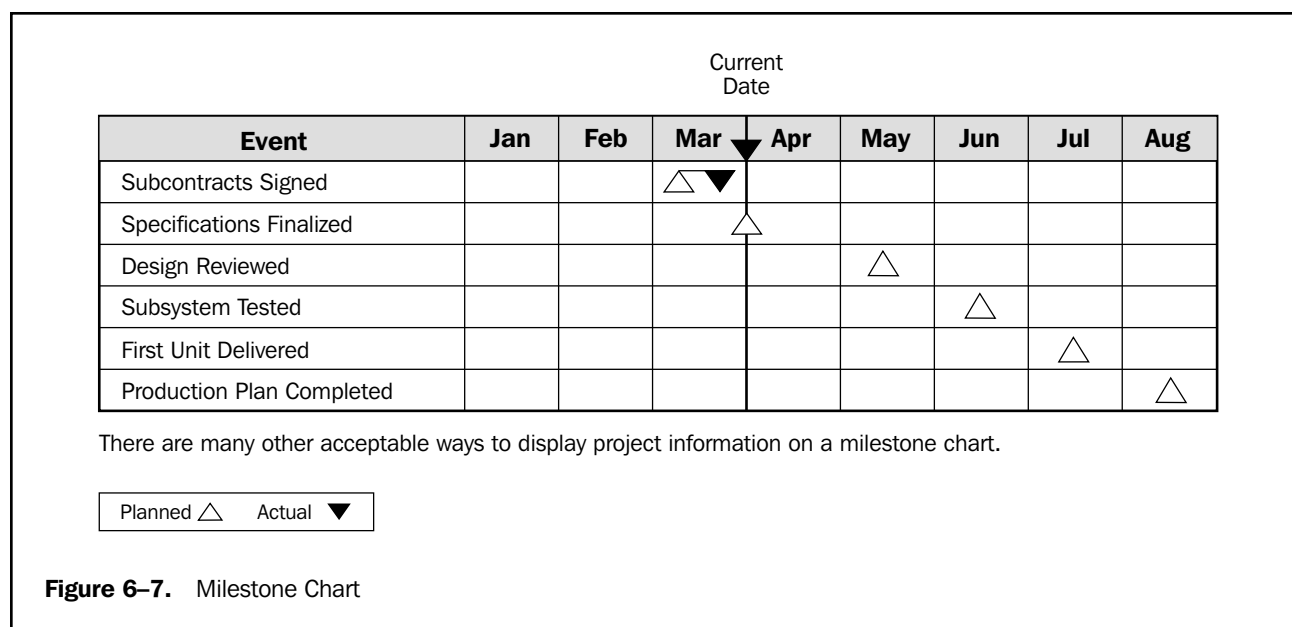 Current
Date
Event Jan Feb Mar Apr May Jun Jul Aug
Subcontracts Signed
Specifications Finalized
Design Reviewed
Subsystem Tested
First Unit Delivered
Production Plan Completed
There are many other acceptable ways to display project information on a milestone chart.
Planned Actual
Figure 6–7. Milestone Chart